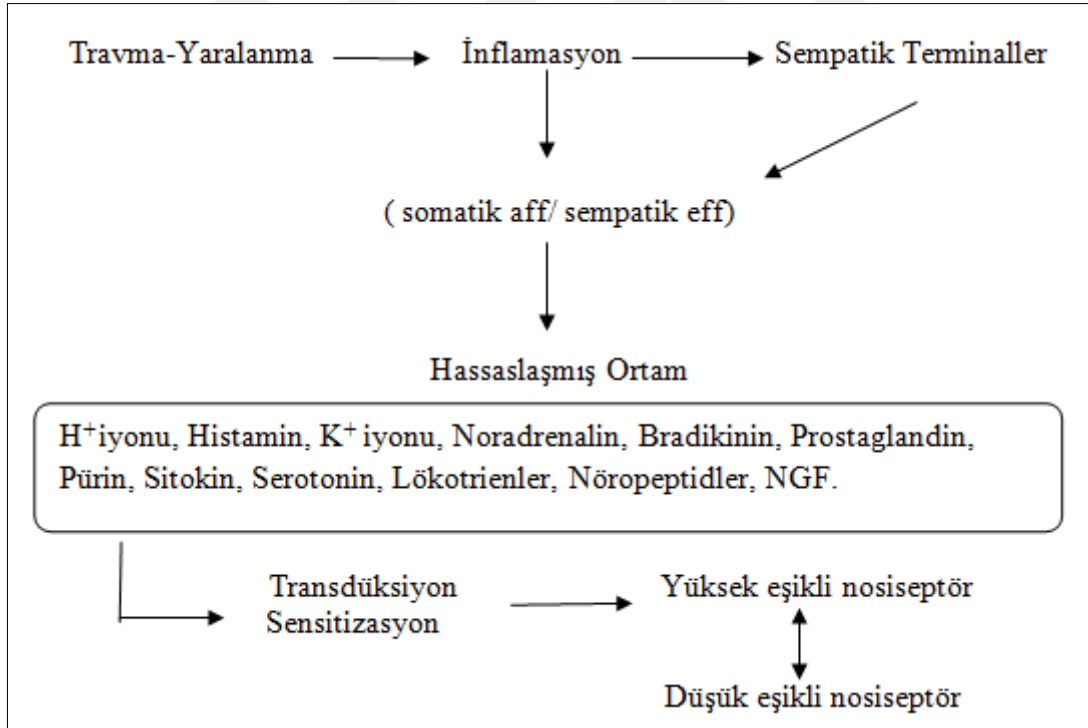 Travma-Yaralanma İnflamasyon Sempatik Terminaller
( somatik aff/ sempatik eff)
Hassaslaşmış Ortam
H⁺iyonu, Histamin, K⁺ iyonu, Noradrenalin, Bradikinin, Prostaglandin,
Pürin, Sitokin, Serotonin, Lökotrienler, Nöropeptidler, NGF.
Transdüksiyon
Sensitizasyon
Yüksek eşikli nosiseptör
Düşük eşikli nosiseptör